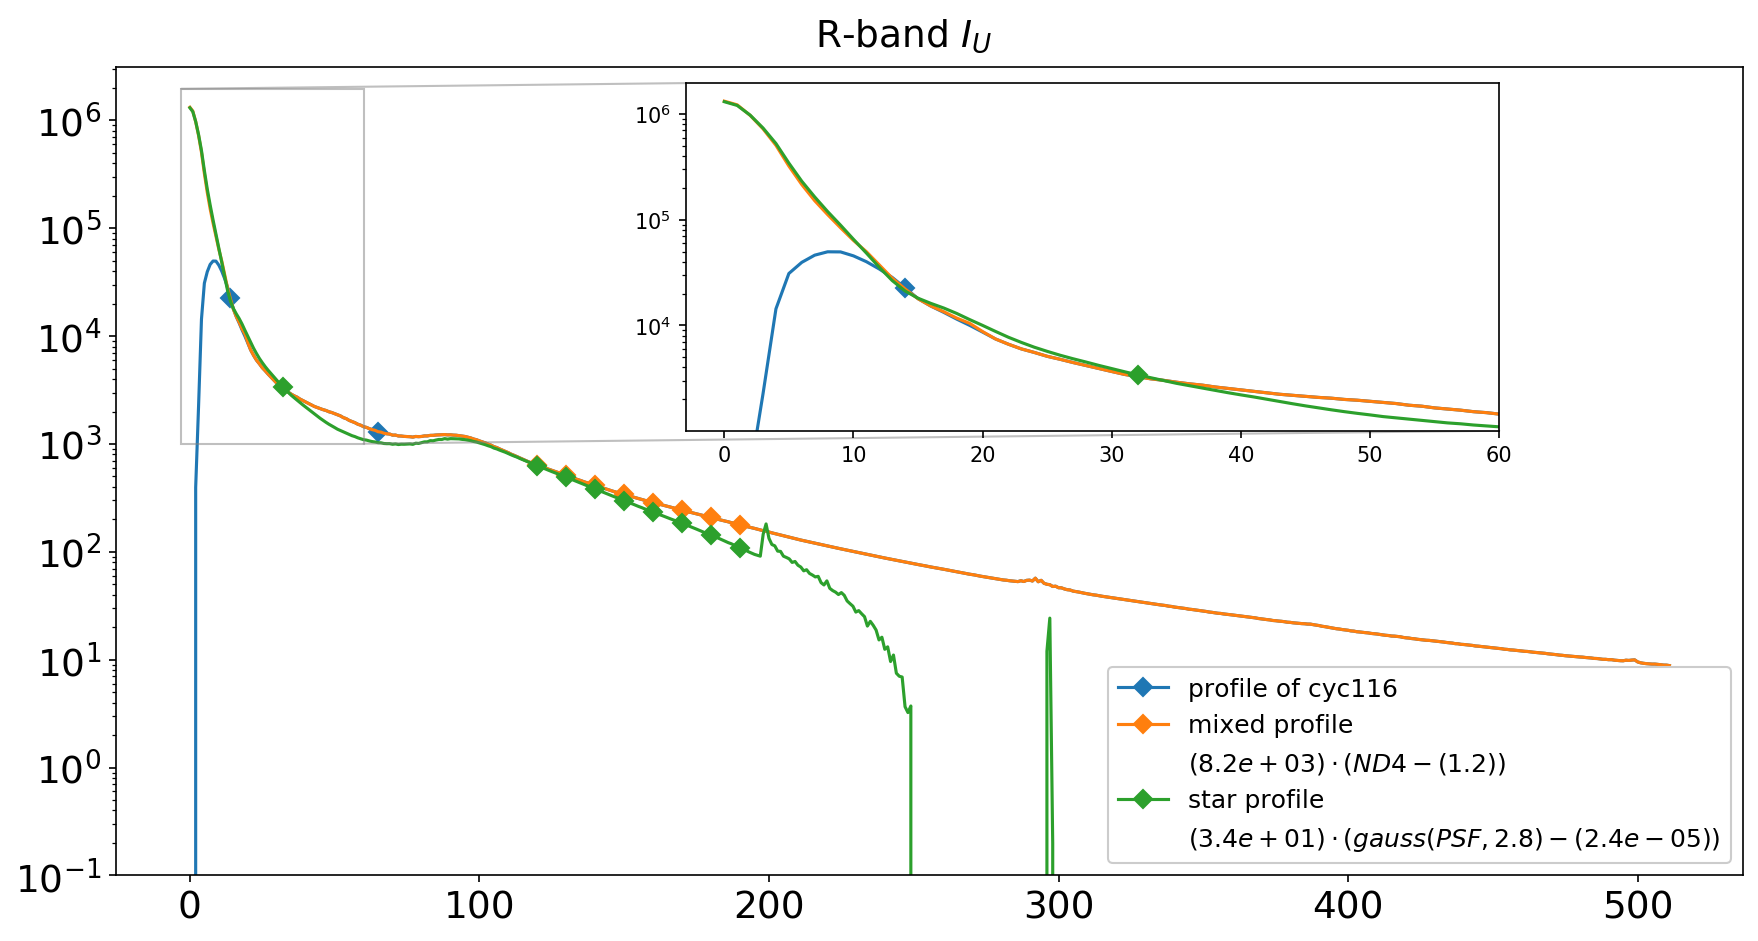 R-band $I_U$
10^6
10^5
10^4
10^3
10^2
10^1
10^0
10^{-1}
0 100 200 300 400 500
10^6
10^5
10^4
0 10 20 30 40 50 60
profile of cyc116
mixed profile
(8.2e + 03) · (ND4 − (1.2))
star profile
(3.4e + 01) · (gauss(PSF, 2.8) − (2.4e − 05))